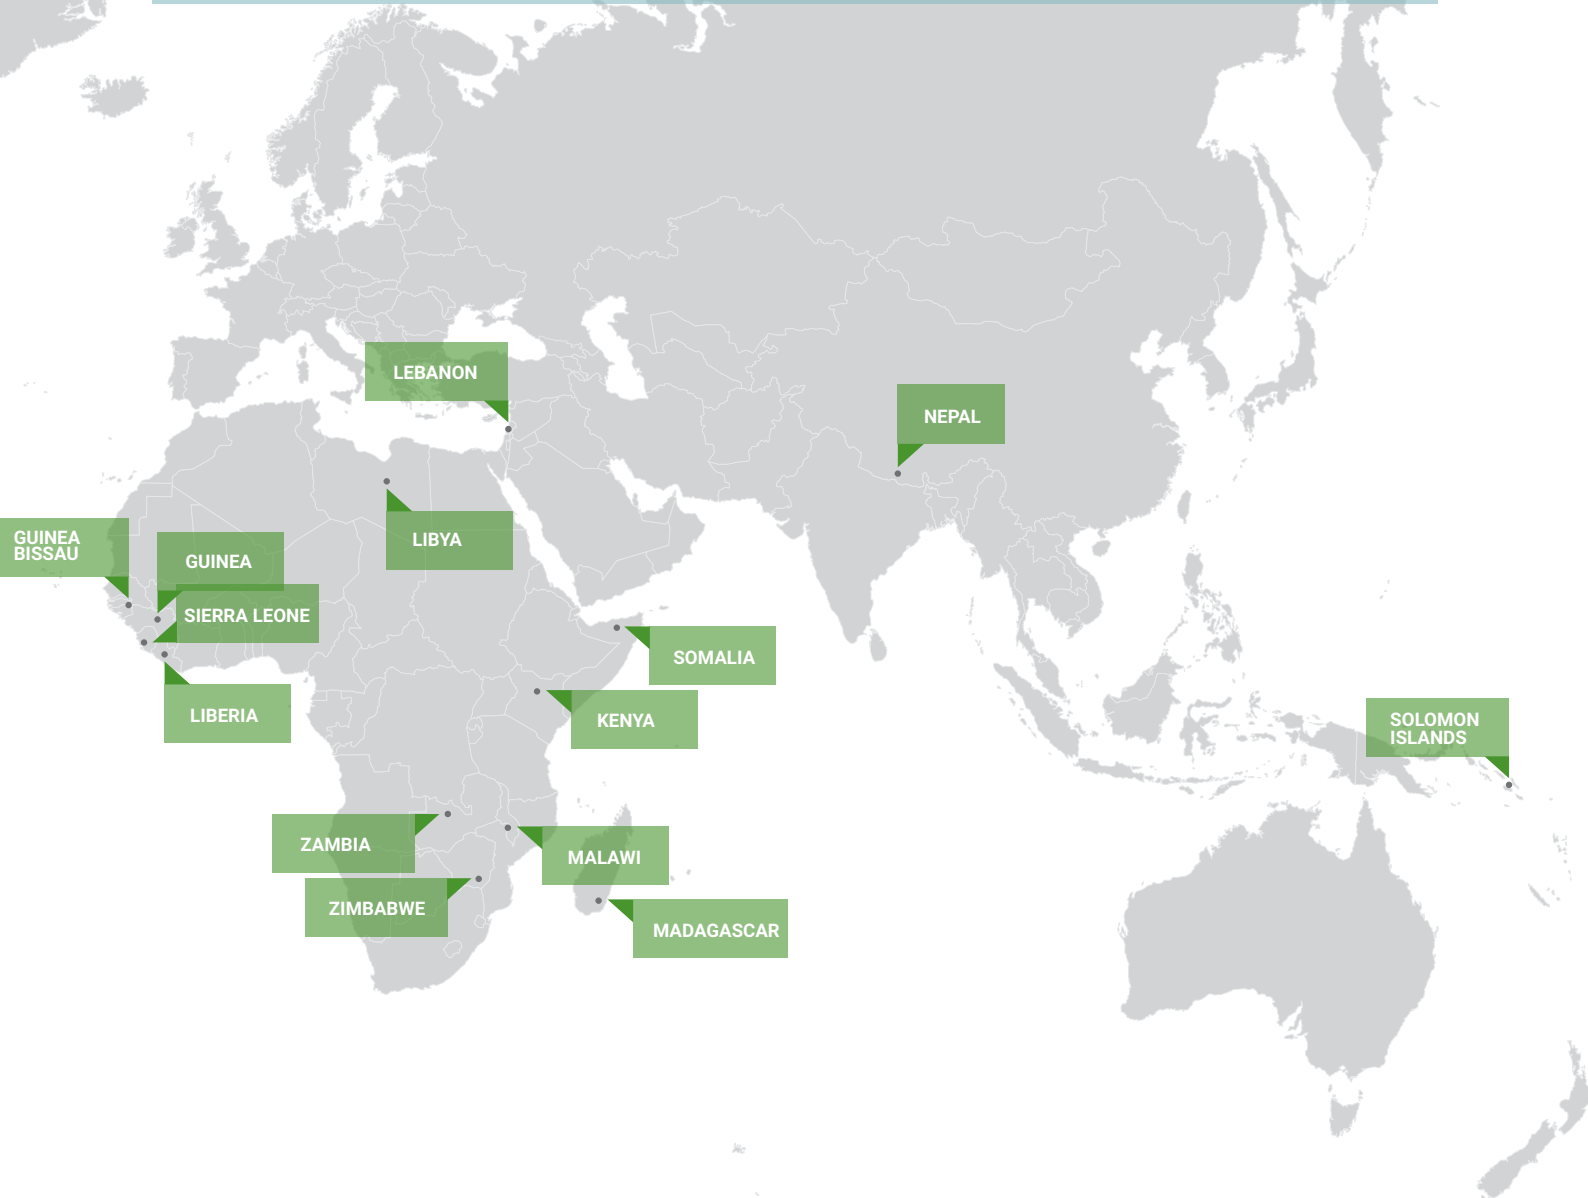 LEBANON
NEPAL
GUINEA
BISSAU
LIBYA
GUINEA
SIERRA LEONE
SOMALIA
LIBERIA
KENYA
SOLOMON
ISLANDS
ZAMBIA
MALAWI
ZIMBABWE
MADAGASCAR